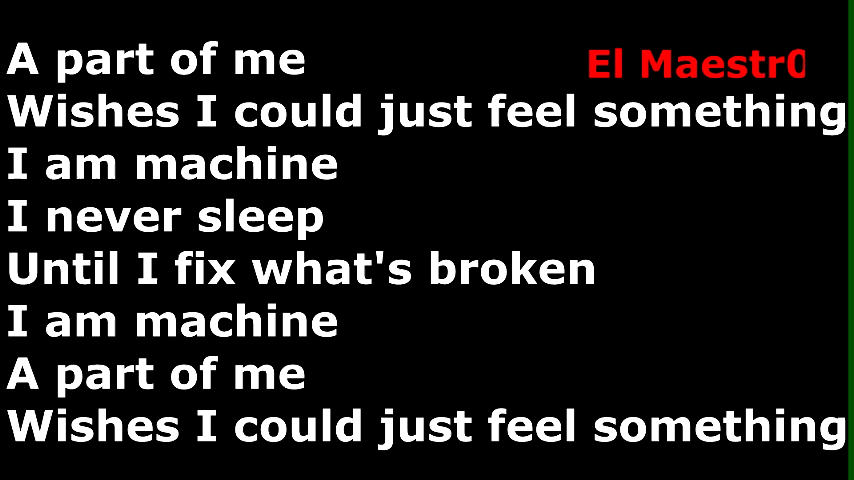 A part of me
El Maestr0
Wishes I could just feel something
I am machine
I never sleep
Until I fix what's broken
I am machine
A part of me
Wishes I could just feel something